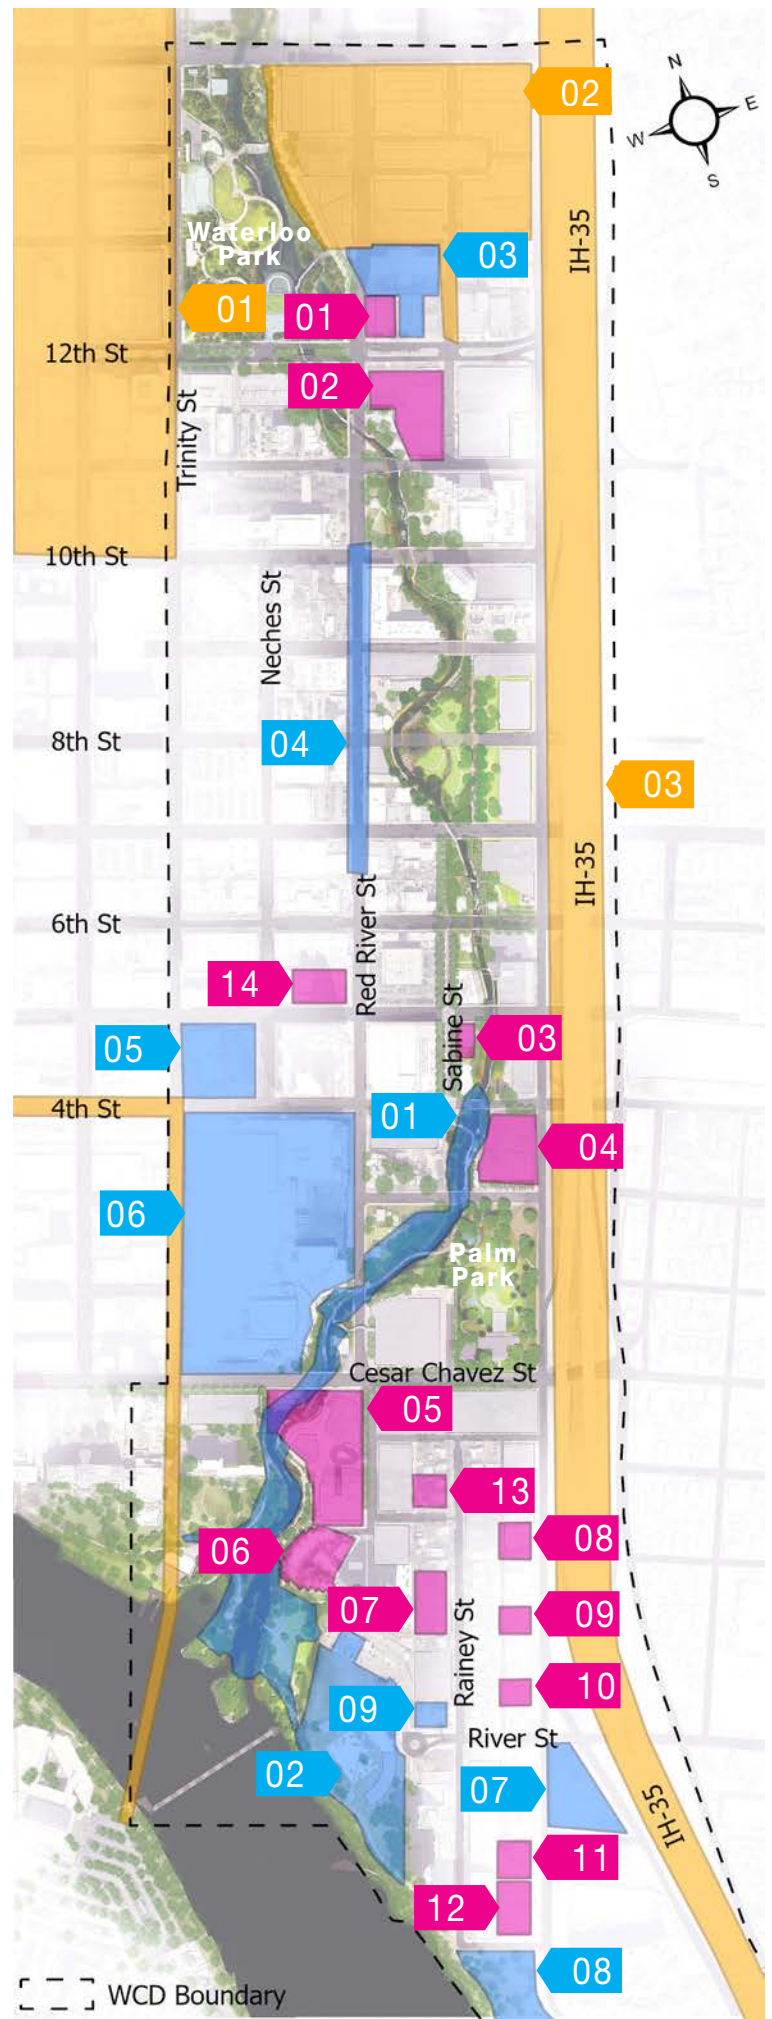 N
02
E
W
S
IH-35
Waterloo
Park
03
01
01
12th St
02
Trinity St
10th St
Neches St
04
8th St
03
IH-35
6th St
Red River St
14
Sabine St
03
05
4th St
01
04
06
Palm
Park
Cesar Chavez St
05
13
08
06
07
09
Rainey St
10
09
River St
02
07
IH-35
11
12
08
WCD Boundary